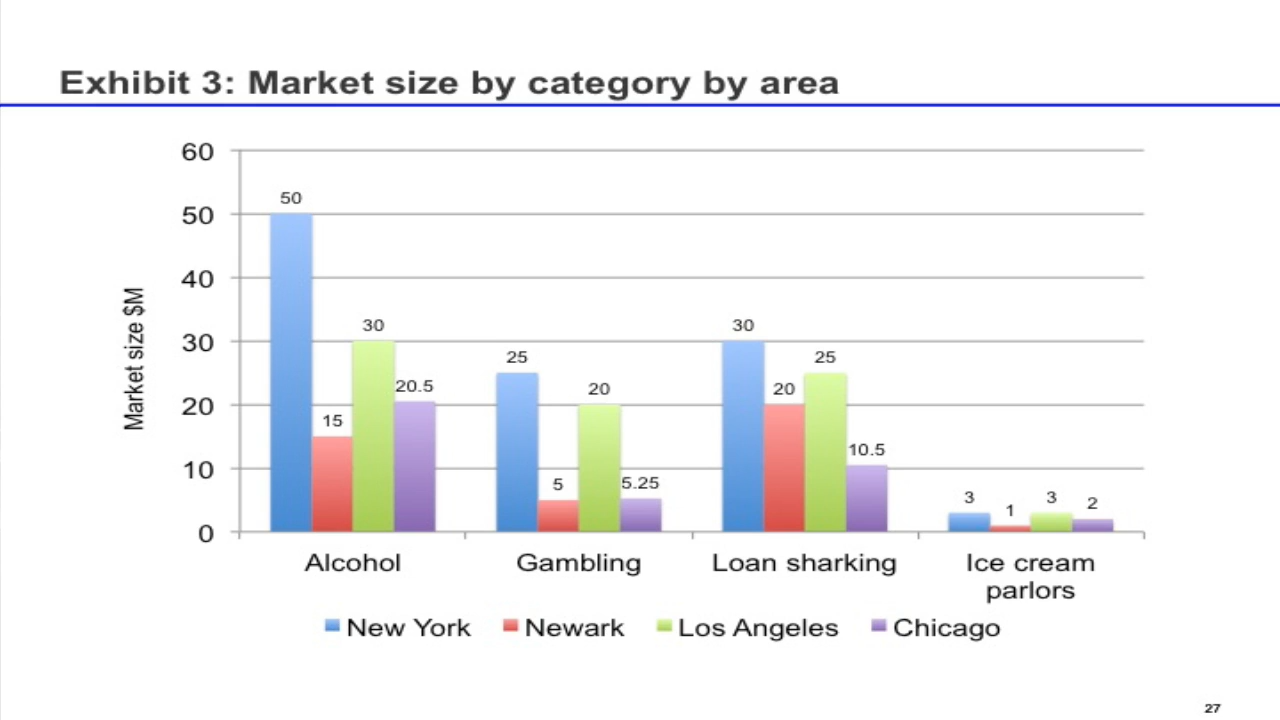 Exhibit 3: Market size by category by area
Market size $M
60
50
40
30
20
10
0
50
15
30
20.5
25
5
20
5.25
30
20
25
10.5
3
1
3
2
Alcohol
Gambling
Loan sharking
Ice cream
parlors
New York
Newark
Los Angeles
Chicago
27